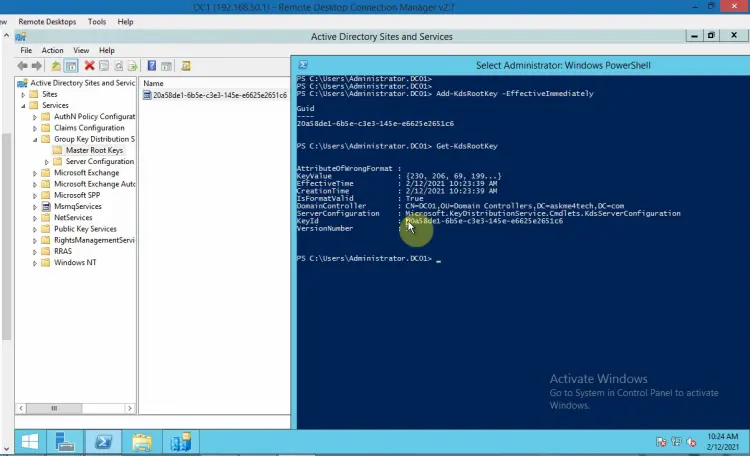 DC1 (192.168.50.1) - Remote Desktop Connection Manager v2.7
ew Remote Desktops Tools Help
Active Directory Sites and Services
File Action View Help
Active Directory Sites and Servic
Sites
Services
AuthN Policy Configurat
Claims Configuration
Group Key Distribution S
Master Root Keys
Server Configuration
Microsoft Exchange
Microsoft Exchange Autc
Microsoft SPP
MsmqServices
NetServices
Public Key Services
RightsManagementServi
RRAS
Windows NT
Name
20a58de1-6b5e-c3e3-145e-e6625e2651c6
Select Administrator: Windows PowerShell
PS C:\Users\Administrator.DC01>
PS C:\Users\Administrator.DC01>
PS C:\Users\Administrator.DC01> Add-KdsRootKey -EffectiveImmediately
Guid
----
20a58de1-6b5e-c3e3-145e-e6625e2651c6
PS C:\Users\Administrator.DC01> Get-KdsRootKey
AttributeOfWrongFormat :
KeyValue : {230, 206, 69, 199...}
EffectiveTime : 2/12/2021 10:23:39 AM
CreationTime : 2/12/2021 10:23:39 AM
IsFormatValid : True
DomainController : CN=DC01,OU=Domain Controllers,DC=askme4tech,DC=com
ServerConfiguration : Microsoft.KeyDistributionService.Cmdlets.KdsServerConfiguration
KeyId : 20a58de1-6b5e-c3e3-145e-e6625e2651c6
VersionNumber :
PS C:\Users\Administrator.DC01> _
Activate Windows
Go to System in Control Panel to activate
Windows.
10:24 AM
2/12/2021